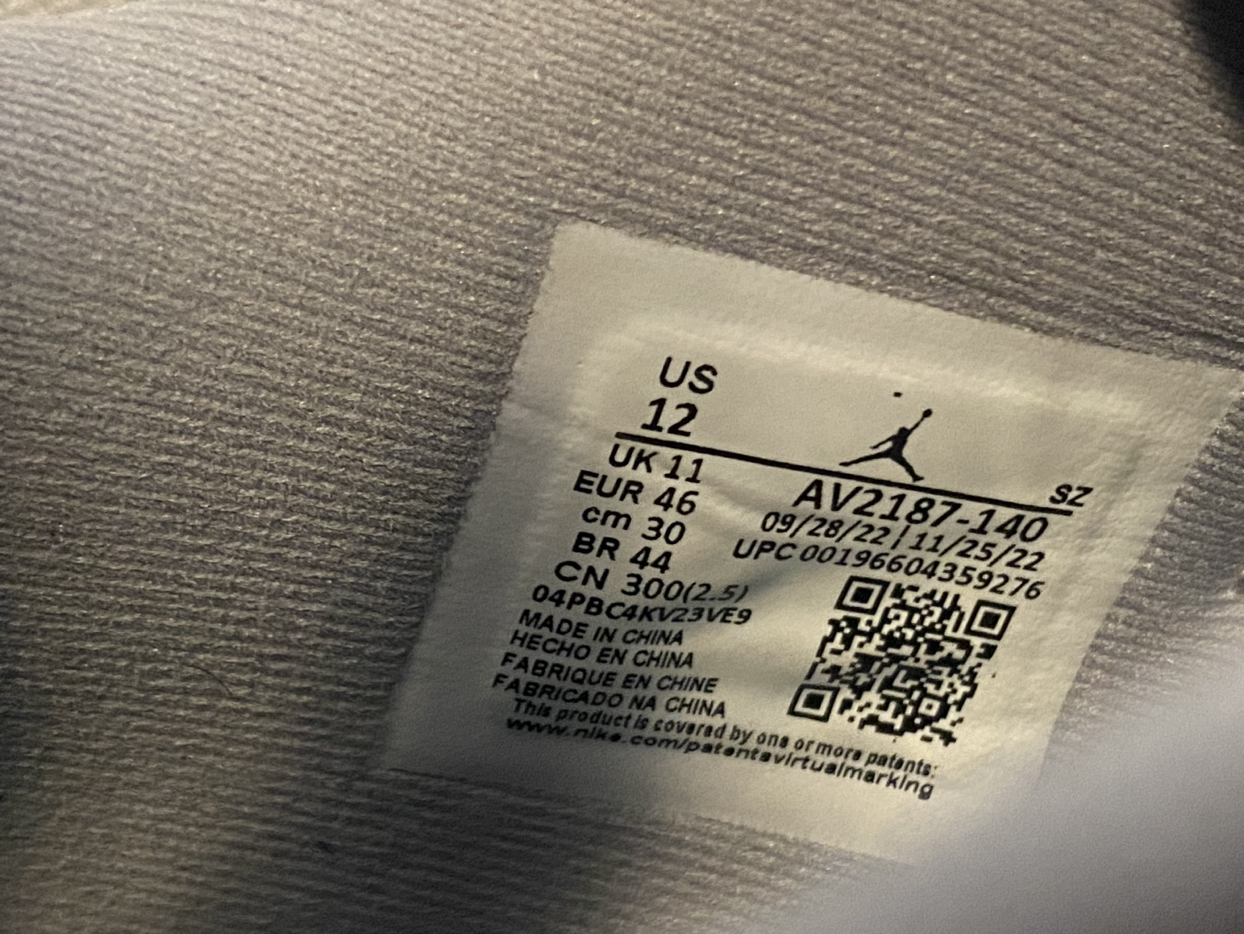 US
12
SZ
UK 11
EUR 46
cm 30
BR 44
CN 300(2.5)
AV2187-140
09/28/22 | 11/25/22
UPC 00196604359276
04PBC4KV23VE9
MADE IN CHINA
HECHO EN CHINA
FABRIQUE EN CHINE
FABRICADO NA CHINA
This product is covered by one or more patents:
www.nike.com/patentsvirtualmarking